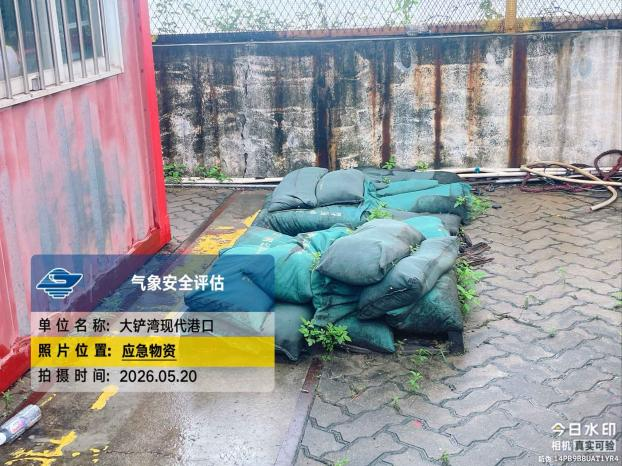 气象安全评估
单位名称: 大铲湾现代港口
照片位置: 应急物资
拍摄时间: 2026.05.20
今日水印
相机真实可验
防伪 14PB9BBUAT1YR4